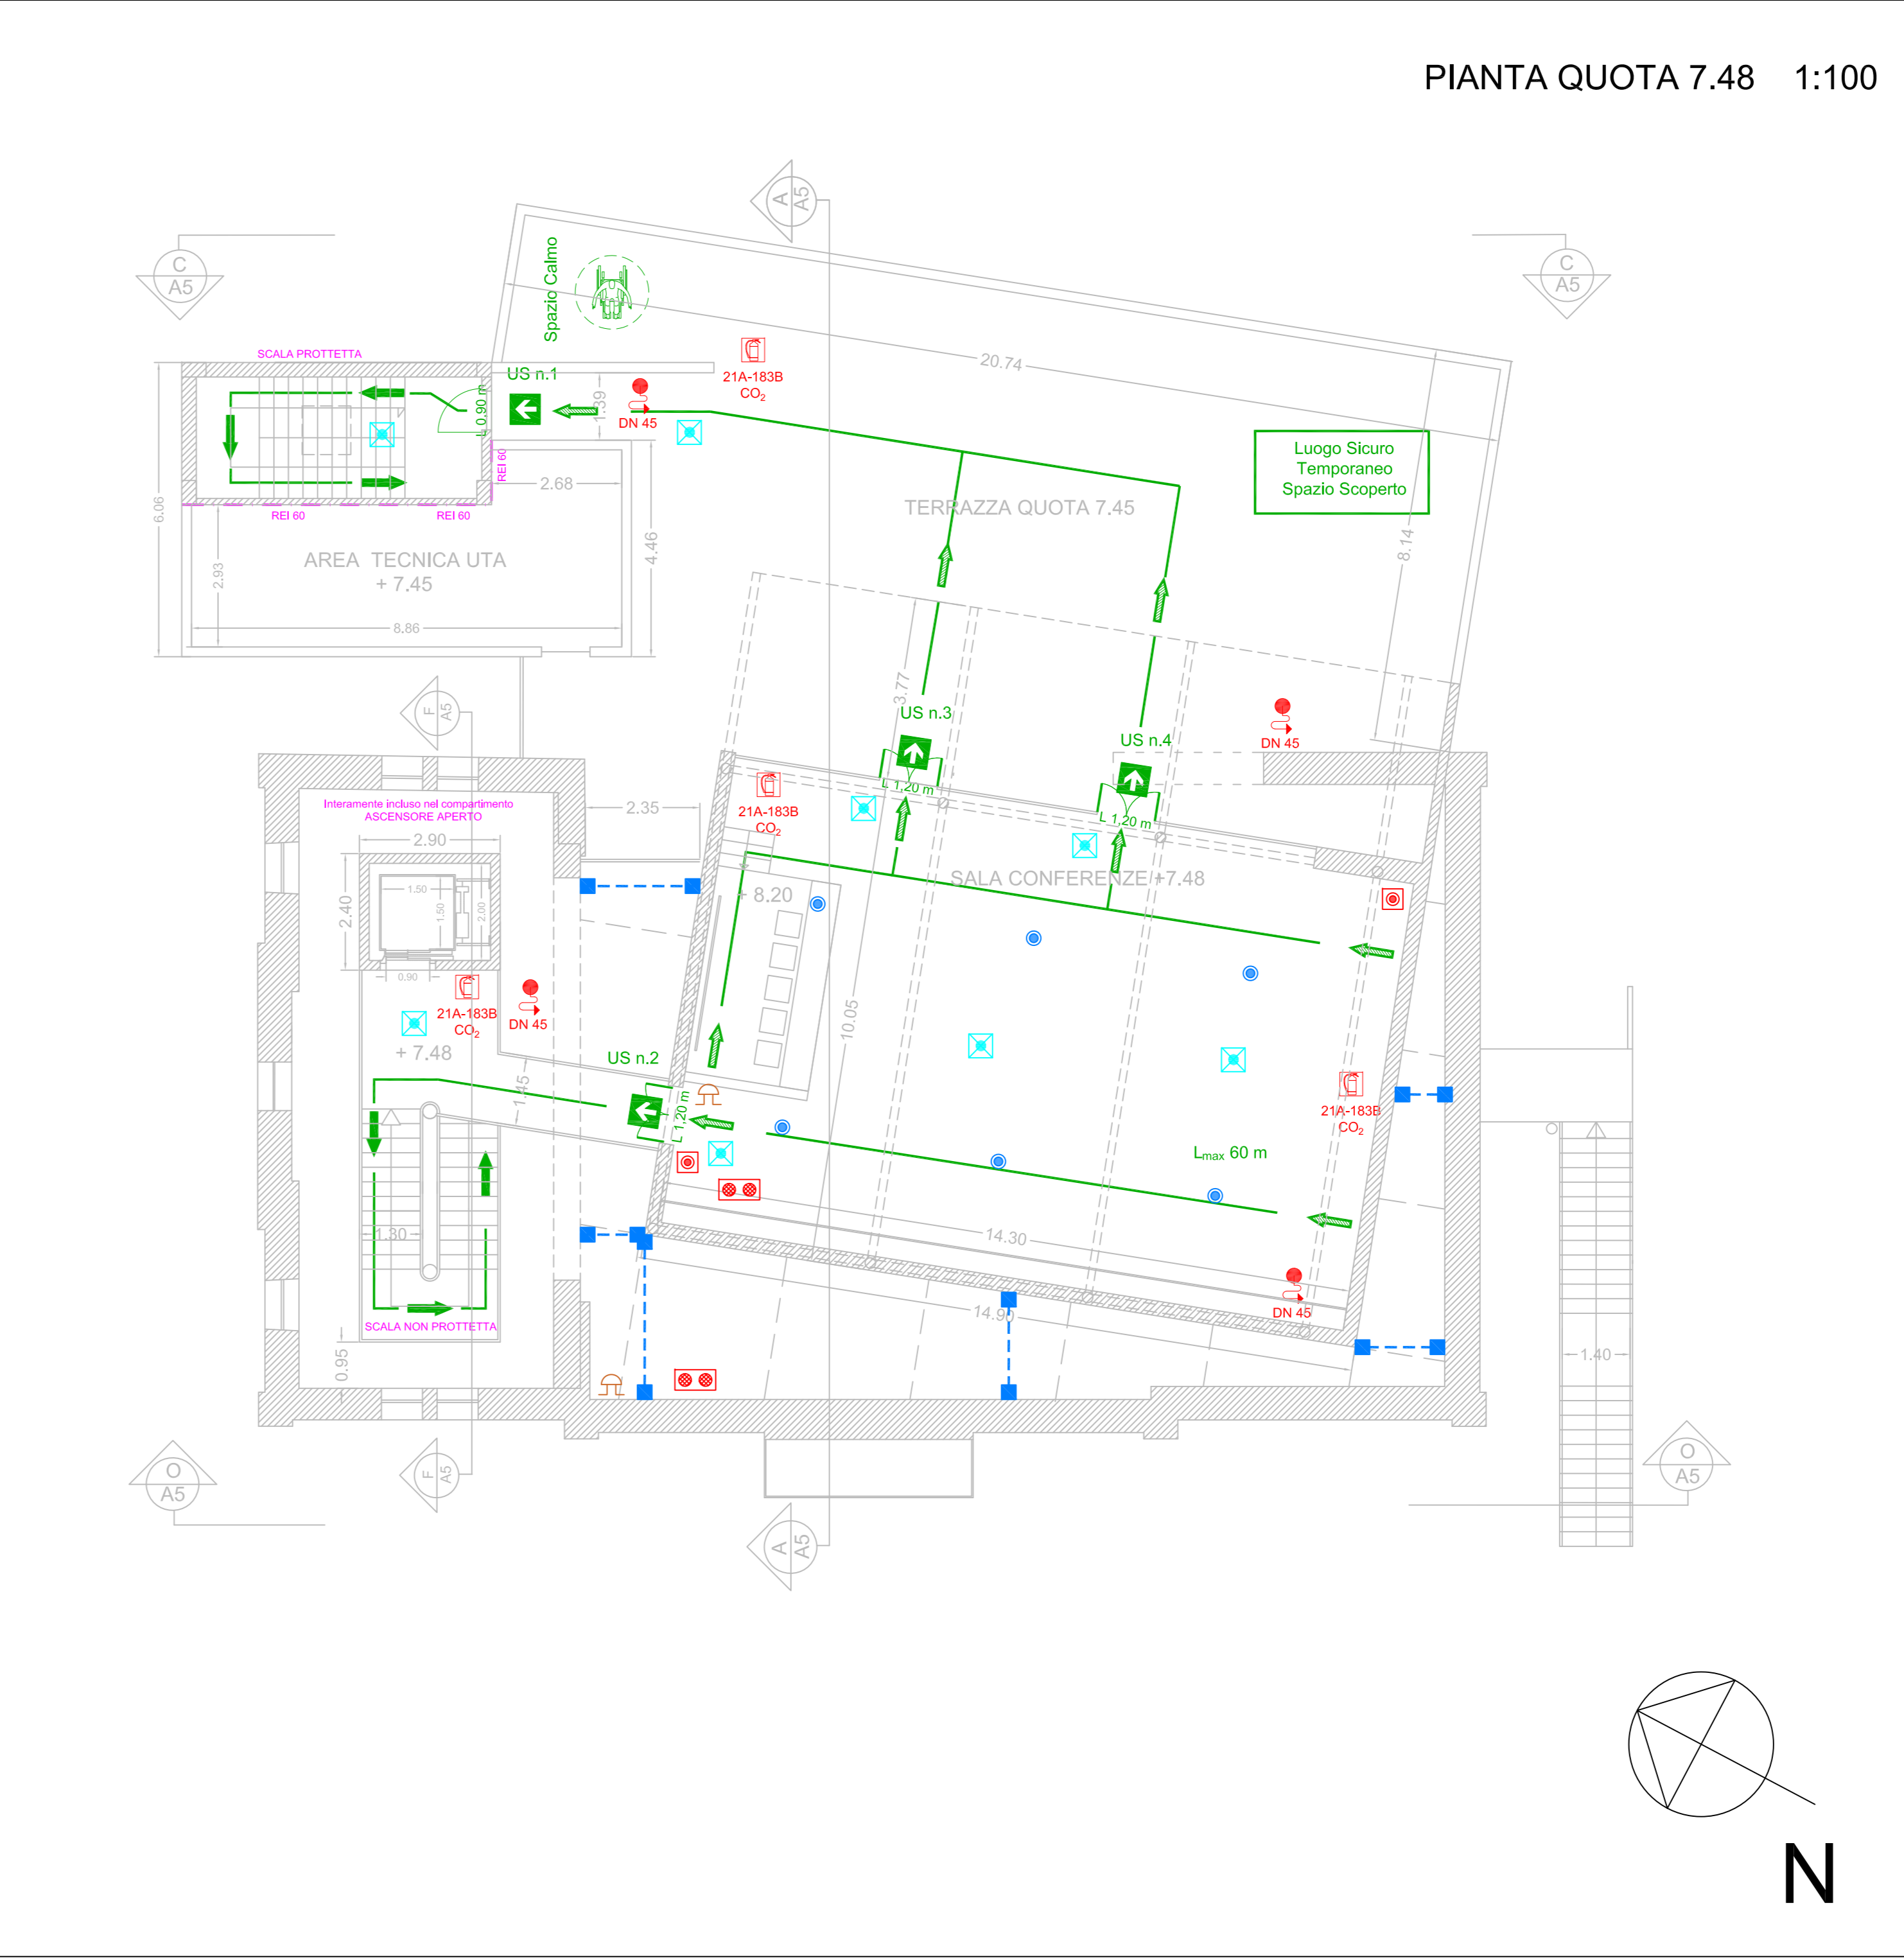 PIANTA QUOTA 7.48 1:100
A
A5
C
A5
C
A5
Spazio Calmo
20.74
SCALA PROTTETTA
US n.1
L 0.90 m
1.39
DN 45
21A-183B
CO2
Luogo Sicuro
Temporaneo
Spazio Scoperto
REI 60
2.68
TERRAZZA QUOTA 7.45
6.06
REI 60
REI 60
AREA TECNICA UTA
+ 7.45
2.93
4.46
8.14
8.86
3.77
F
A5
US n.3
US n.4
DN 45
L 1,20 m
L 1,20 m
21A-183B
CO2
Interamente incluso nel compartimento
ASCENSORE APERTO
2.35
2.90
SALA CONFERENZE +7.48
+ 8.20
1.50
1.50
2.00
2.40
0.90
21A-183B
CO2
DN 45
+ 7.48
10.05
US n.2
1.45
L 1,20 m
21A-183B
CO2
Lmax 60 m
1.30
14.30
14.90
DN 45
SCALA NON PROTTETTA
0.95
1.40
O
A5
F
A5
A
A5
O
A5
N